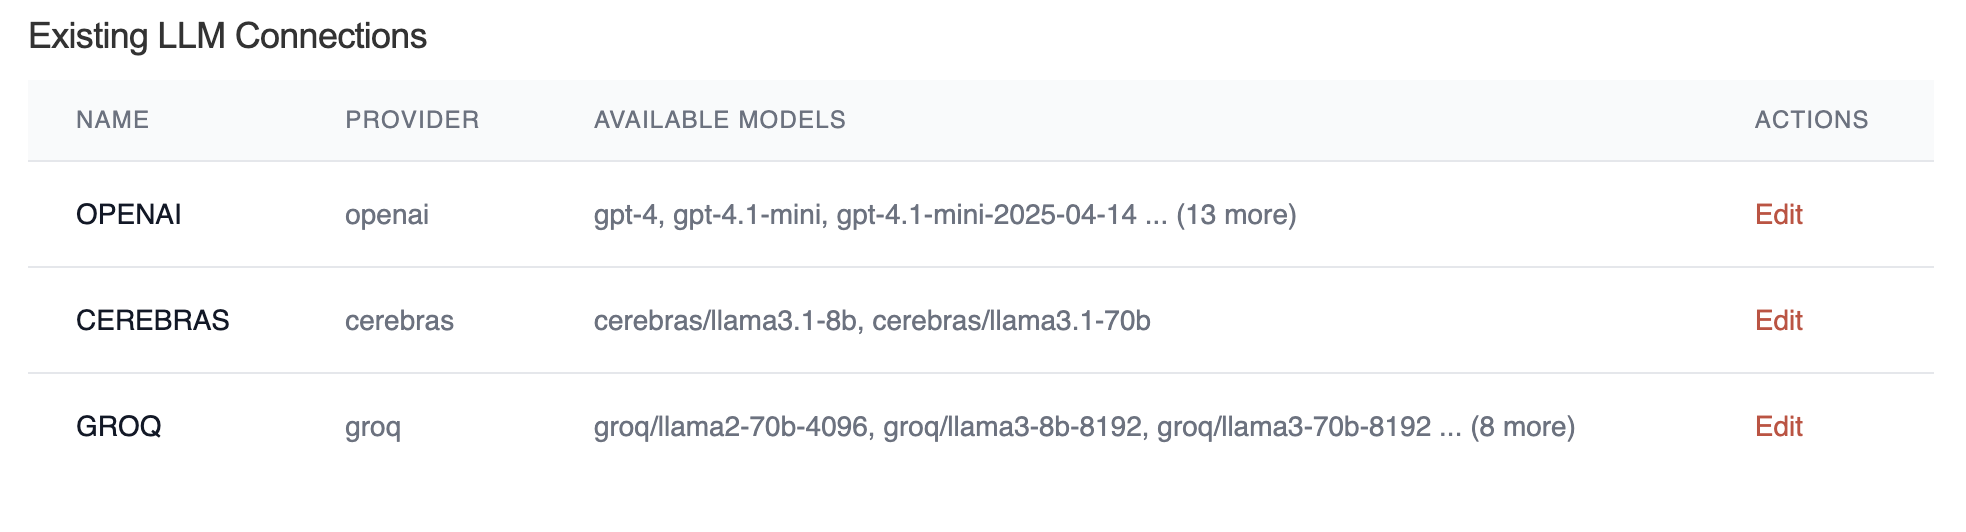 Existing LLM Connections
NAME PROVIDER AVAILABLE MODELS ACTIONS
OPENAI openai gpt-4, gpt-4.1-mini, gpt-4.1-mini-2025-04-14 ... (13 more) Edit
CEREBRAS cerebras cerebras/llama3.1-8b, cerebras/llama3.1-70b Edit
GROQ groq groq/llama2-70b-4096, groq/llama3-8b-8192, groq/llama3-70b-8192 ... (8 more) Edit